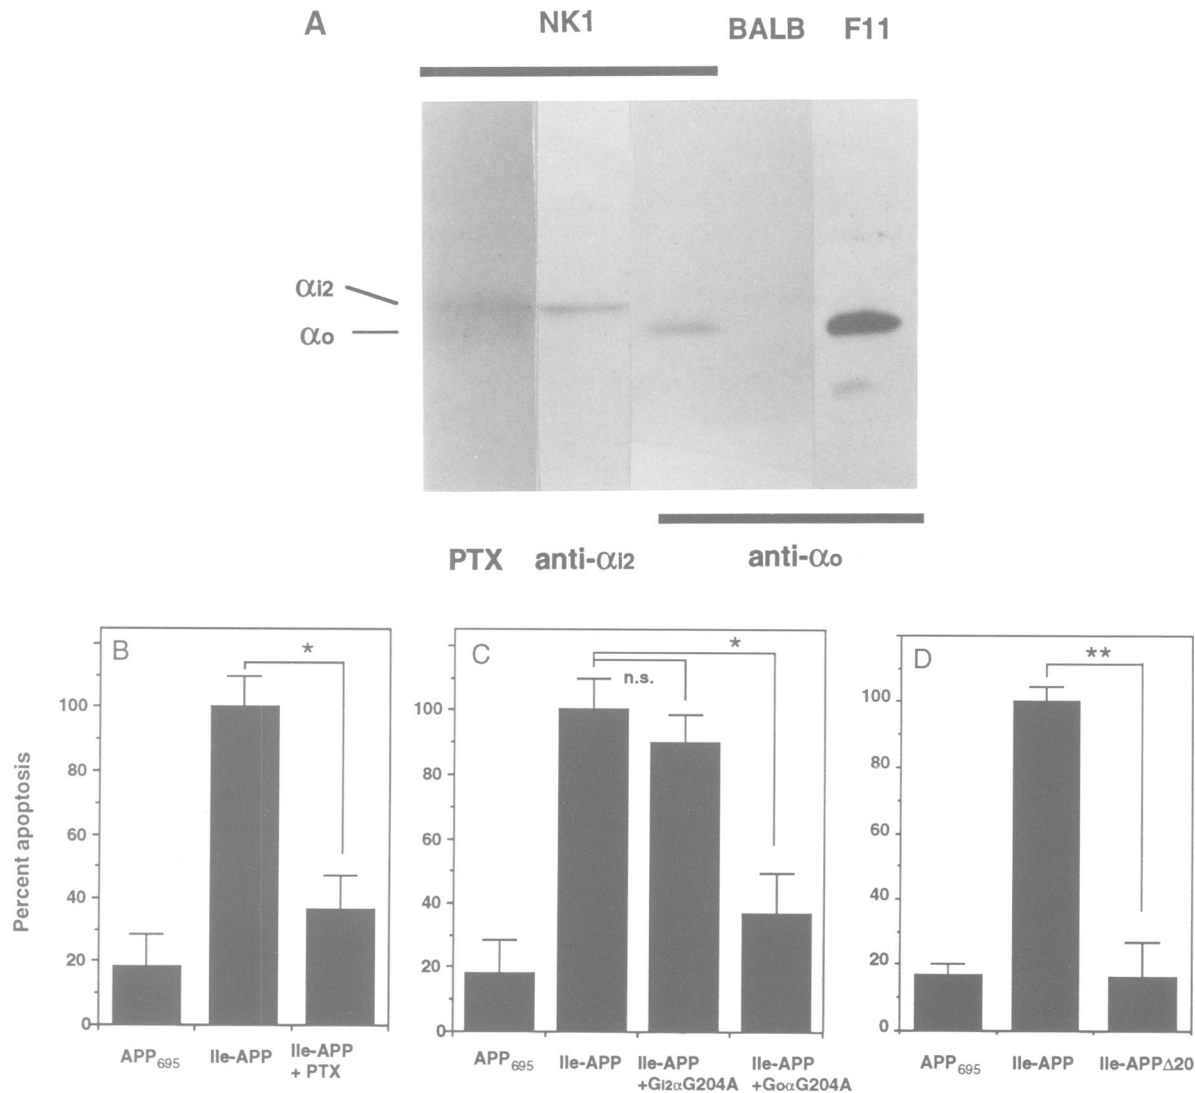 A
NK1
BALB
F11
αi2
αo
PTX
anti-αi2
anti-αo
Percent apoptosis
B
*
100
80
60
40
20
0
APP695
Ile-APP
Ile-APP
+ PTX
C
*
n.s.
100
80
60
40
20
0
APP695
Ile-APP
Ile-APP
+Gi2αG204A
Ile-APP
+GoαG204A
D
**
100
80
60
40
20
0
APP695
Ile-APP
Ile-APPΔ20